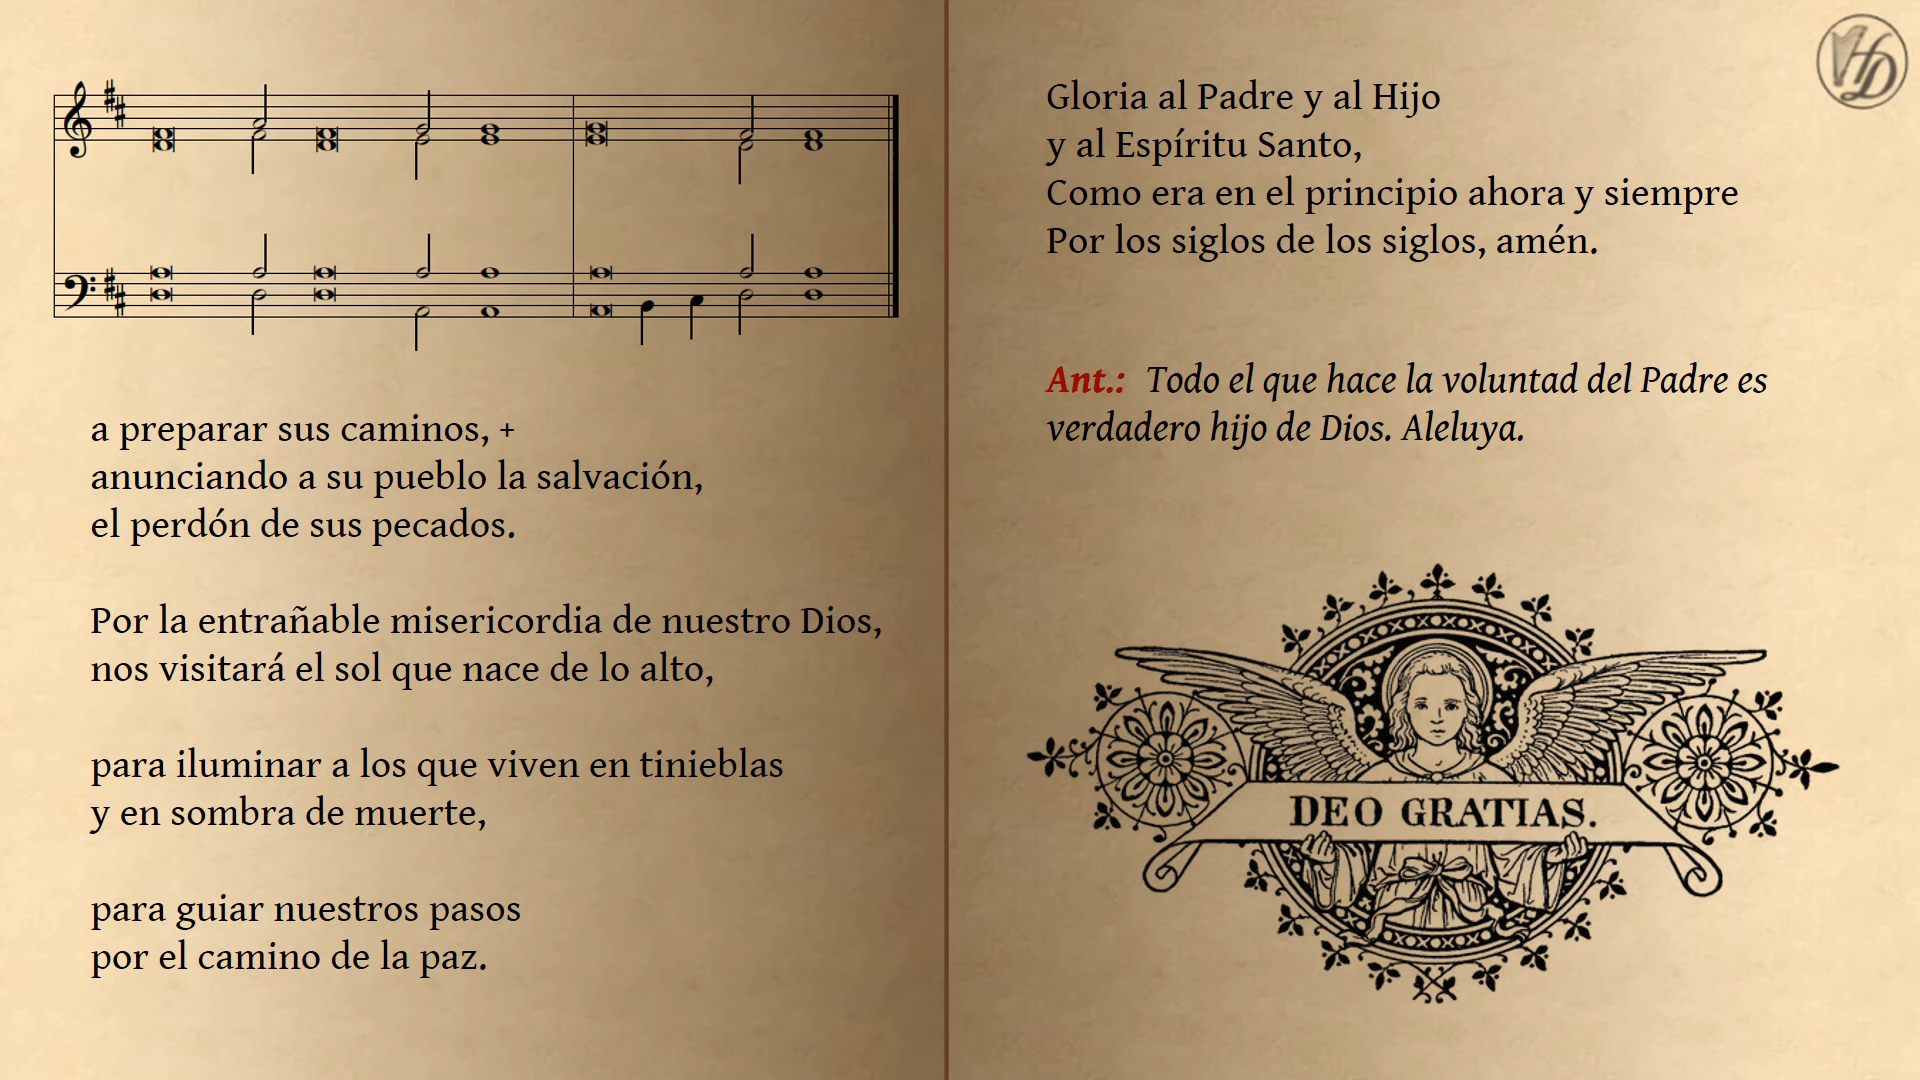 a preparar sus caminos, +
anunciando a su pueblo la salvación,
el perdón de sus pecados.
Por la entrañable misericordia de nuestro Dios,
nos visitará el sol que nace de lo alto,
para iluminar a los que viven en tinieblas
y en sombra de muerte,
para guiar nuestros pasos
por el camino de la paz.
HD
Gloria al Padre y al Hijo
y al Espíritu Santo,
Como era en el principio ahora y siempre
Por los siglos de los siglos, amén.
Ant.: Todo el que hace la voluntad del Padre es
verdadero hijo de Dios. Aleluya.
DEO GRATIAS.